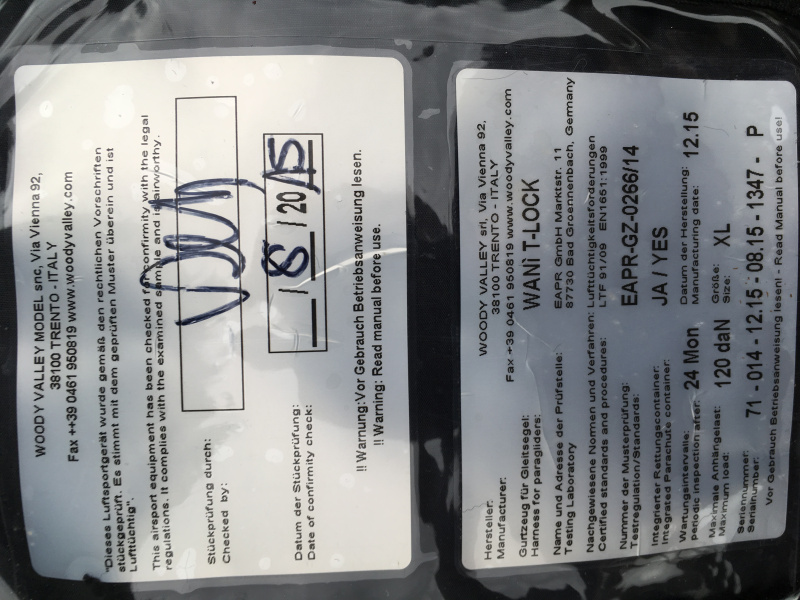 WOODY VALLEY MODEL snc, Via Vienna 92,
38100 TRENTO - ITALY
Fax ++39 0461 950819 www.woodyvalley.com
"Dieses Luftsportgerät wurde gemäß den rechtlichen Vorschriften
stückgeprüft. Es stimmt mit dem geprüften Muster überein und ist
Lufttüchtig".
This airsport equipment has been checked for confirmity with the legal
regulations. It complies with the examined sample and is airworthy.
Stückprüfung durch:
Checked by:
Datum der Stückprüfung:
Date of confirmity check:
/ 8 / 20 15
!! Warnung:Vor Gebrauch Betriebsanweisung lesen.
!! Warning: Read manual before use.
WOODY VALLEY srl, Via Vienna 92,
38100 TRENTO - ITALY
Hersteller:
Manufacturer:
Fax +39 0461 950819 www.woodyvalley.com
Gurtzeug für Gleitsegel:
Harness for paragliders:
WANi T-LOCK
Name und Adresse der Prüfstelle:
Testing Laboratory
EAPR GmbH Marktstr. 11
87730 Bad Groennenbach, Germany
Nachgewiesene Normen und Verfahren: Lufttüchtigkeitsforderungen
Certified standards and procedures: LTF 91/09 EN1651:1999
Nummer der Musterprüfung:
Testregulation/Standards:
EAPR-GZ-0266/14
Integrierter Rettungscontainer:
Integrated Parachute container:
JA / YES
Wartungsintervalle:
periodic inspection after
24 Mon
Datum der Herstellung:
Manufacturing date:
12.15
Maximale Anhängelast:
Maximum load:
120 daN
Größe:
Size:
XL
Seriennummer:
Serialnumber:
71 - 014 - 12.15 - 08.15 - 1347 - P
Vor Gebrauch Betriebsanweisung lesen! - Read Manual before use!